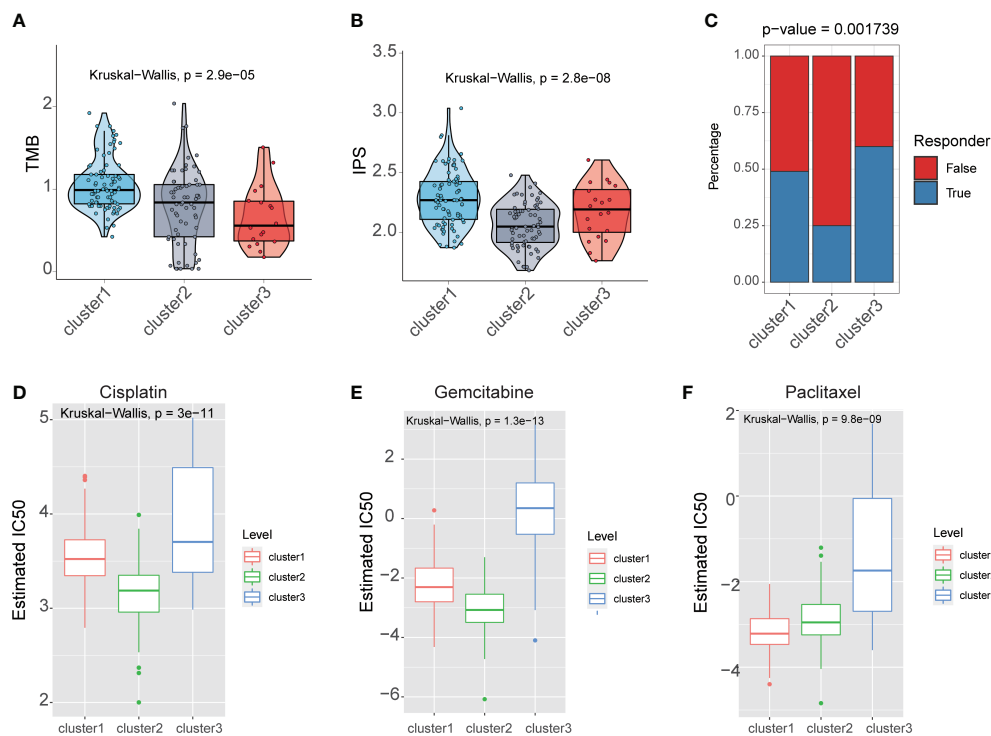 A
Kruskal−Wallis, p = 2.9e−05
TMB
2
1
0
cluster1
cluster2
cluster3
B
Kruskal−Wallis, p = 2.8e−08
IPS
3.5
3.0
2.5
2.0
cluster1
cluster2
cluster3
C
p−value = 0.001739
Percentage
1.00
0.75
0.50
0.25
0.00
cluster1
cluster2
cluster3
Responder
False
True
D
Cisplatin
Kruskal−Wallis, p = 3e−11
Estimated IC50
5
4
3
2
cluster1
cluster2
cluster3
Level
cluster1
cluster2
cluster3
E
Gemcitabine
Kruskal−Wallis, p = 1.3e−13
Estimated IC50
2
0
−2
−4
−6
cluster1
cluster2
cluster3
Level
cluster1
cluster2
cluster3
F
Paclitaxel
Kruskal−Wallis, p = 9.8e−09
Estimated IC50
2
0
−2
−4
cluster1
cluster2
cluster3
Level
cluster
cluster
cluster